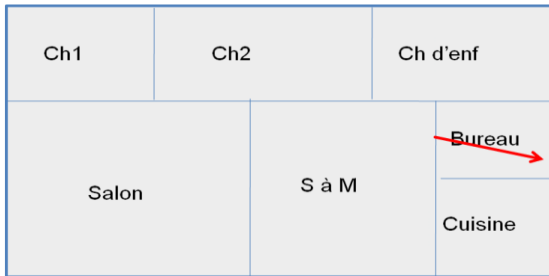 Ch1
Ch2
Ch d'enf
Bureau
Salon
S à M
Cuisine